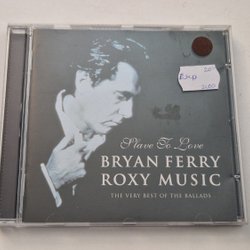 Slave To Love
BRYAN FERRY
ROXY MUSIC
THE VERY BEST OF THE BALLADS